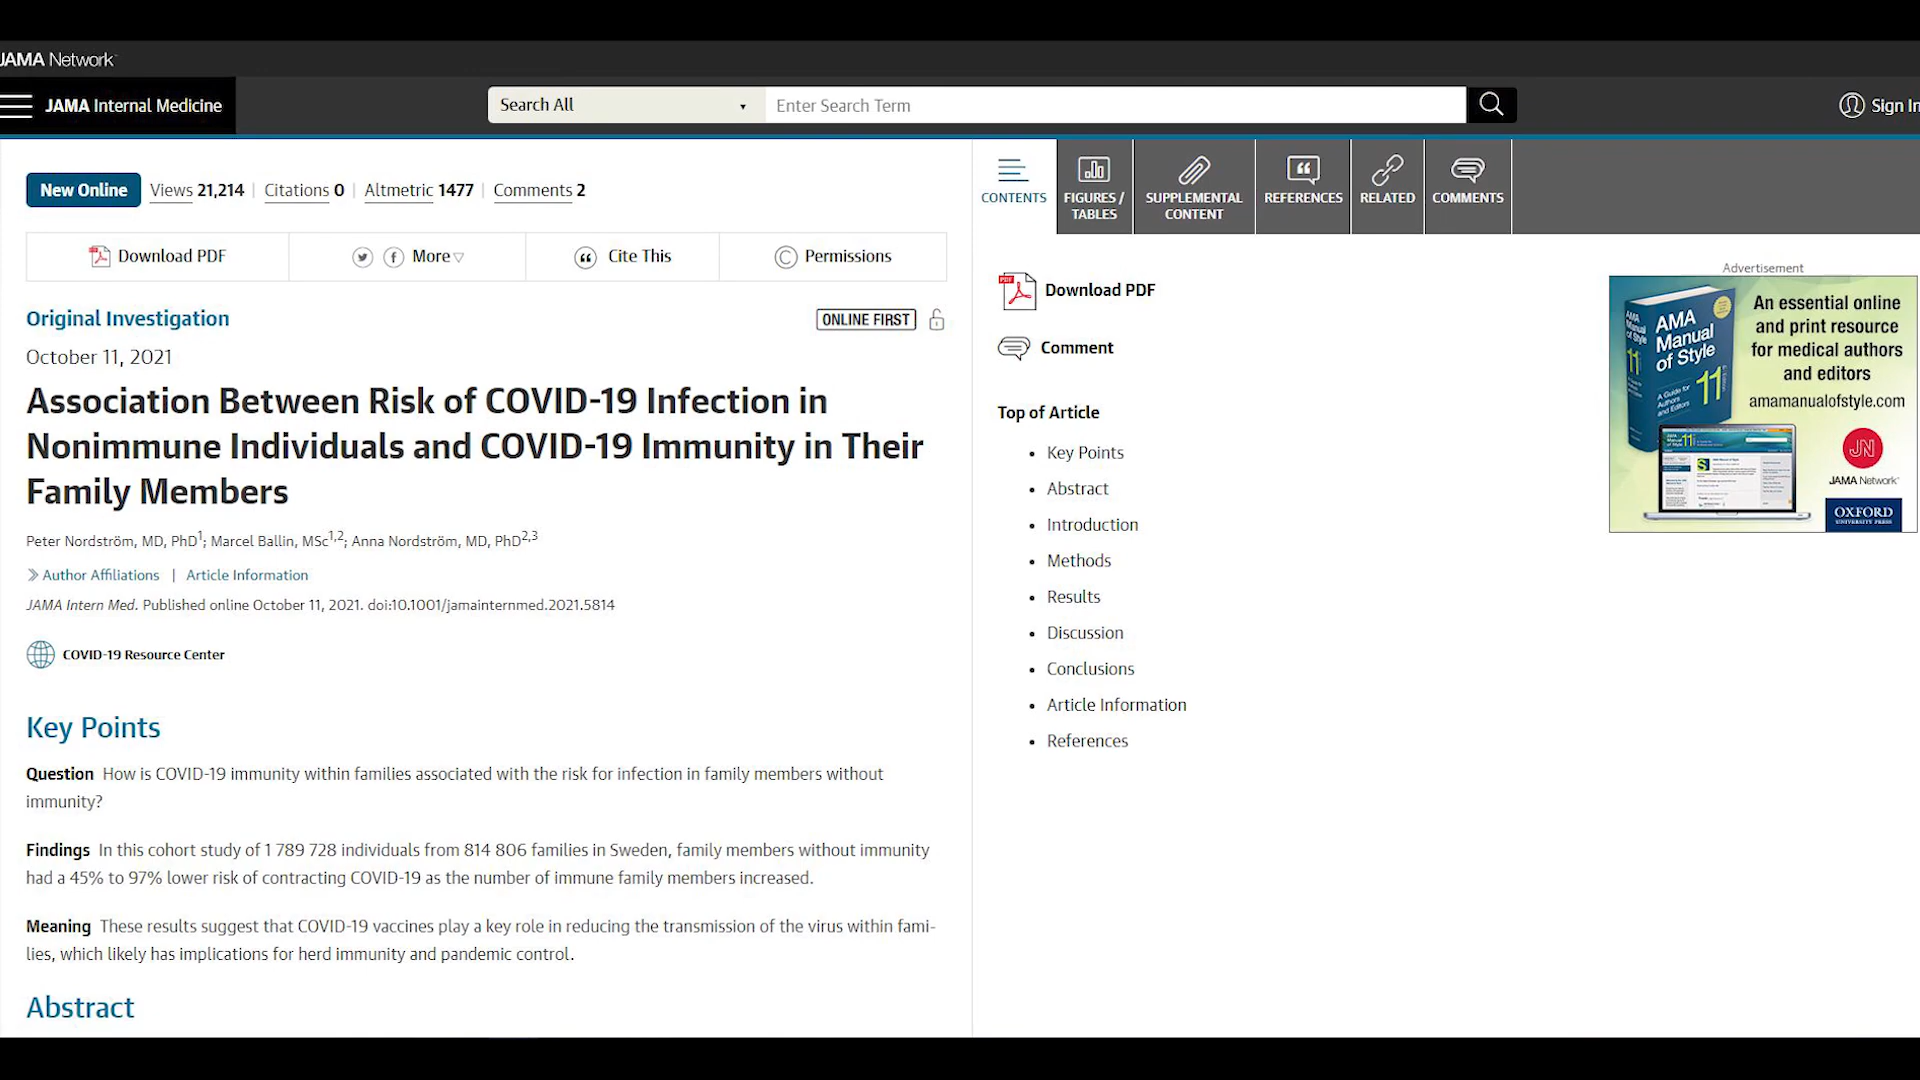 JAMA Network
JAMA Internal Medicine
Search All
Enter Search Term
Sign In
New Online
Views 21,214
Citations 0
Altmetric 1477
Comments 2
Download PDF
More
Cite This
Permissions
Original Investigation
ONLINE FIRST
October 11, 2021
Association Between Risk of COVID-19 Infection in
Nonimmune Individuals and COVID-19 Immunity in Their
Family Members
Peter Nordström, MD, PhD1; Marcel Ballin, MSc1,2; Anna Nordström, MD, PhD2,3
Author Affiliations | Article Information
JAMA Intern Med. Published online October 11, 2021. doi:10.1001/jamainternmed.2021.5814
COVID-19 Resource Center
Key Points
Question How is COVID-19 immunity within families associated with the risk for infection in family members without
immunity?
Findings In this cohort study of 1 789 728 individuals from 814 806 families in Sweden, family members without immunity
had a 45% to 97% lower risk of contracting COVID-19 as the number of immune family members increased.
Meaning These results suggest that COVID-19 vaccines play a key role in reducing the transmission of the virus within fami-
lies, which likely has implications for herd immunity and pandemic control.
Abstract
CONTENTS
FIGURES /
TABLES
SUPPLEMENTAL
CONTENT
REFERENCES
RELATED
COMMENTS
PDF
Download PDF
Comment
Top of Article
Key Points
Abstract
Introduction
Methods
Results
Discussion
Conclusions
Article Information
References
Advertisement
AMA
Manual
of Style
11
A Guide for
Authors
and Editors
An essential online
and print resource
for medical authors
and editors
amamanualofstyle.com
JN
JAMA Network
OXFORD
UNIVERSITY PRESS